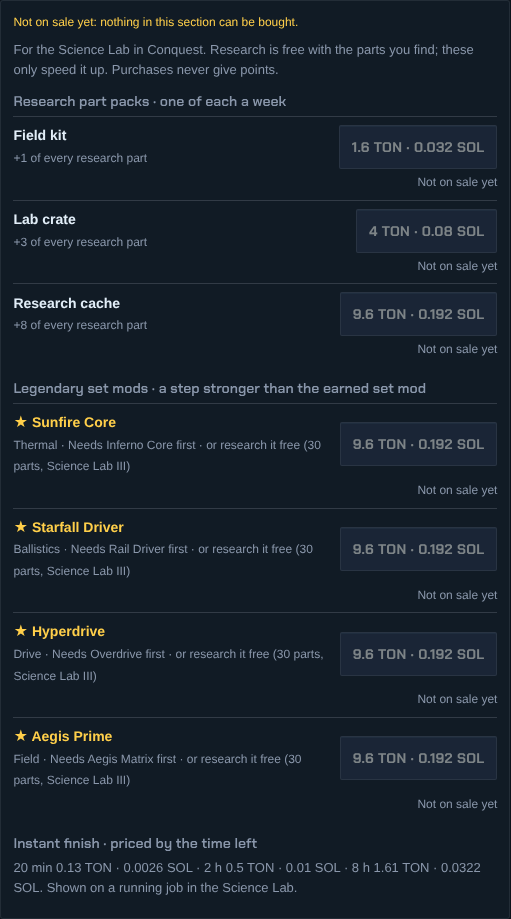 Not on sale yet: nothing in this section can be bought.
For the Science Lab in Conquest. Research is free with the parts you find; these
only speed it up. Purchases never give points.
Research part packs · one of each a week
Field kit
+1 of every research part
1.6 TON · 0.032 SOL
Not on sale yet
Lab crate
+3 of every research part
4 TON · 0.08 SOL
Not on sale yet
Research cache
+8 of every research part
9.6 TON · 0.192 SOL
Not on sale yet
Legendary set mods · a step stronger than the earned set mod
★ Sunfire Core
Thermal · Needs Inferno Core first · or research it free (30
parts, Science Lab III)
9.6 TON · 0.192 SOL
Not on sale yet
★ Starfall Driver
Ballistics · Needs Rail Driver first · or research it free (30
parts, Science Lab III)
9.6 TON · 0.192 SOL
Not on sale yet
★ Hyperdrive
Drive · Needs Overdrive first · or research it free (30 parts,
Science Lab III)
9.6 TON · 0.192 SOL
Not on sale yet
★ Aegis Prime
Field · Needs Aegis Matrix first · or research it free (30
parts, Science Lab III)
9.6 TON · 0.192 SOL
Not on sale yet
Instant finish · priced by the time left
20 min 0.13 TON · 0.0026 SOL · 2 h 0.5 TON · 0.01 SOL · 8 h 1.61 TON · 0.0322
SOL. Shown on a running job in the Science Lab.